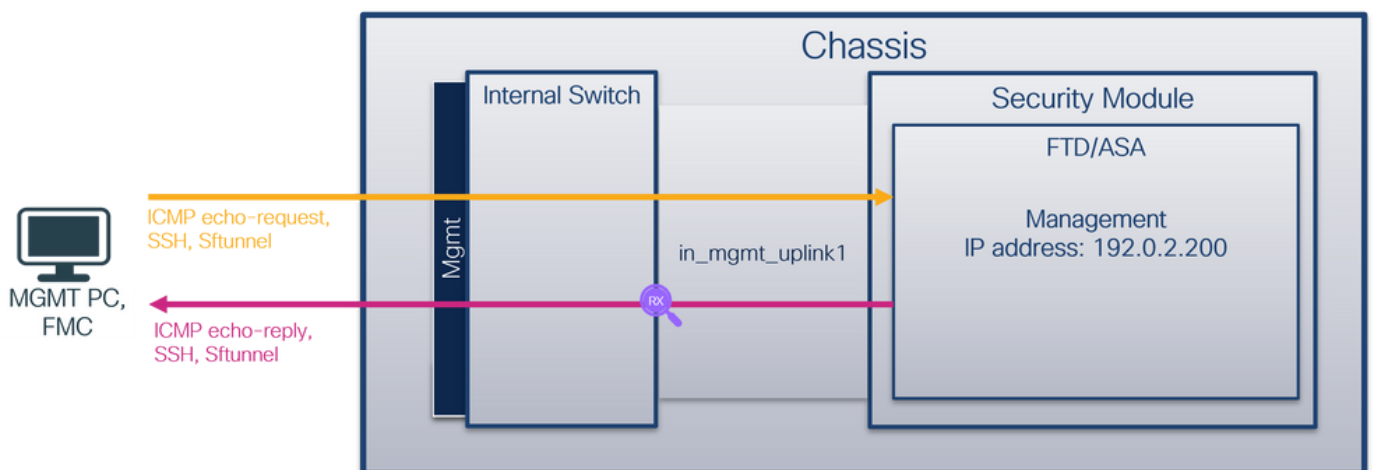 Chassis
Internal Switch
Security Module
FTD/ASA
ICMP echo-request,
SSH, Sftunnel
Mgmt
Management
IP address: 192.0.2.200
in_mgmt_uplink1
MGMT PC,
FMC
RX
ICMP echo-reply,
SSH, Sftunnel